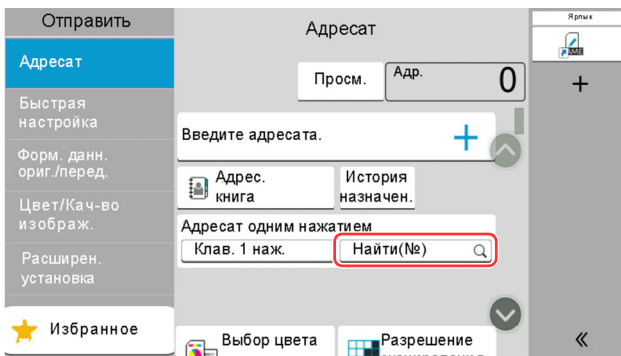 Отправить
Адресат
Быстрая
настройка
Форм. данн.
ориг./перед.
Цвет/Кач-во
изображ.
Расширен.
установка
Избранное
Адресат
Просм.
Адр.
0
Введите адресата.
Адрес.
книга
История
назначен.
Адресат одним нажатием
Клав. 1 наж.
Найти(№)
Выбор цвета
Разрешение
Ярлык